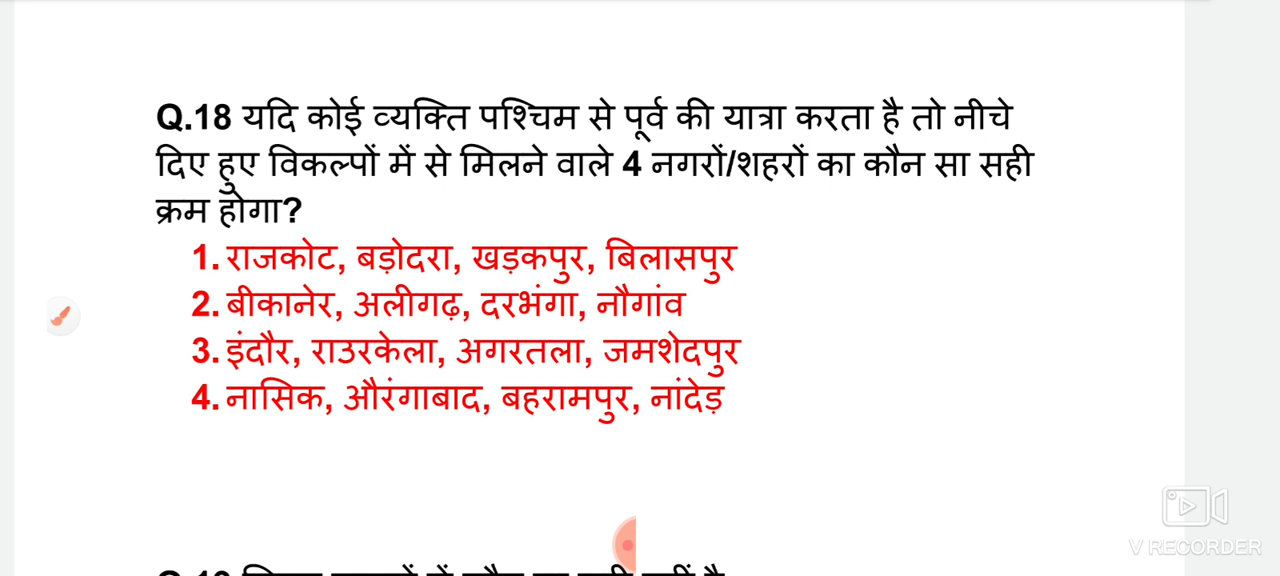 Q.18 यदि कोई व्यक्ति पश्चिम से पूर्व की यात्रा करता है तो नीचे
दिए हुए विकल्पों में से मिलने वाले 4 नगरों/शहरों का कौन सा सही
क्रम होगा?
1. राजकोट, बड़ोदरा, खड़कपुर, बिलासपुर
2. बीकानेर, अलीगढ़, दरभंगा, नौगांव
3. इंदौर, राउरकेला, अगरतला, जमशेदपुर
4. नासिक, औरंगाबाद, बहरामपुर, नांदेड़
V RECORDER